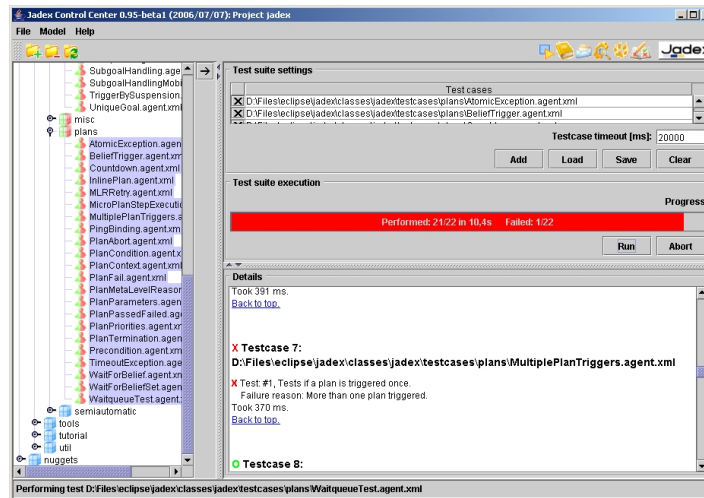 Jadex Control Center 0.95-beta1 (2006/07/07): Project jadex
File Model Help
Jadex
SubgoalHandling.age
SubgoalHandlingMobi
TriggerBySuspension.
UniqueGoal.agent.xml
misc
plans
AtomicException.agen
BeliefTrigger.agent.xm
Countdown.agent.xml
InlinePlan.agent.xml
MLRRetry.agent.xml
MicroPlanStepExecuti
MultiplePlanTriggers.a
PingBinding.agent.xm
PlanAbort.agent.xml
PlanCondition.agent.x
PlanContext.agent.xml
PlanFail.agent.xml
PlanMetaLevelReason
PlanParameters.agen
PlanPassedFailed.age
PlanPriorities.agent.xm
PlanTermination.agen
Precondition.agent.xm
TimeoutException.age
WaitForBelief.agent.xm
WaitForBeliefSet.agen
WaitqueueTest.agent.
semiautomatic
tools
tutorial
util
nuggets
Test suite settings
Test cases
X D:\Files\eclipse\jadex\classes\jadex\testcases\plans\AtomicException.agent.xml
X D:\Files\eclipse\jadex\classes\jadex\testcases\plans\BeliefTrigger.agent.xml
Testcase timeout [ms]: 20000
Add Load Save Clear
Test suite execution
Progress
Performed: 21/22 in 10,4s Failed: 1/22
Run Abort
Details
Took 391 ms.
Back to top.
X Testcase 7:
D:\Files\eclipse\jadex\classes\jadex\testcases\plans\MultiplePlanTriggers.agent.xml
X Test: #1, Tests if a plan is triggered once.
Failure reason: More than one plan triggered.
Took 370 ms.
Back to top.
O Testcase 8:
Performing test D:\Files\eclipse\jadex\classes\jadex\testcases\plans\WaitqueueTest.agent.xml